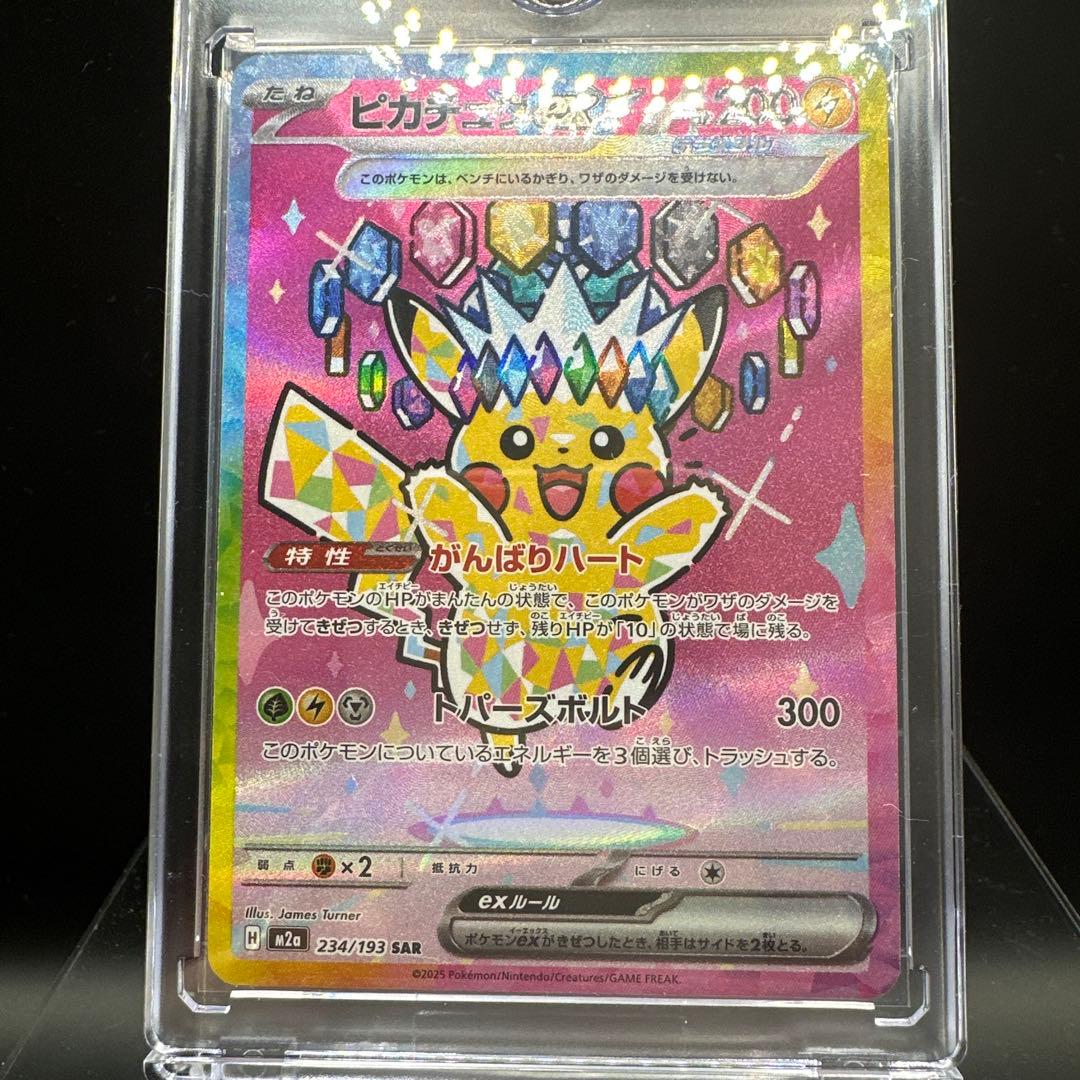 たね ピカチュウex 200
テラスタル
このポケモンは、ベンチにいるかぎり、ワザのダメージを受けない。
特性 とくせい がんばりハート
このポケモンのHPがまんたんの状態で、このポケモンがワザのダメージを
受けてきぜつするとき、きぜつせず、残りHPが「10」の状態で場に残る。
トパーズボルト 300
このポケモンについているエネルギーを3個選び、トラッシュする。
弱点 ×2 抵抗力 にげる
Illus. James Turner
exルール
H m2a 234/193 SAR
ポケモンexがきぜつしたとき、相手はサイドを2枚とる。
©2025 Pokémon/Nintendo/Creatures/GAME FREAK.